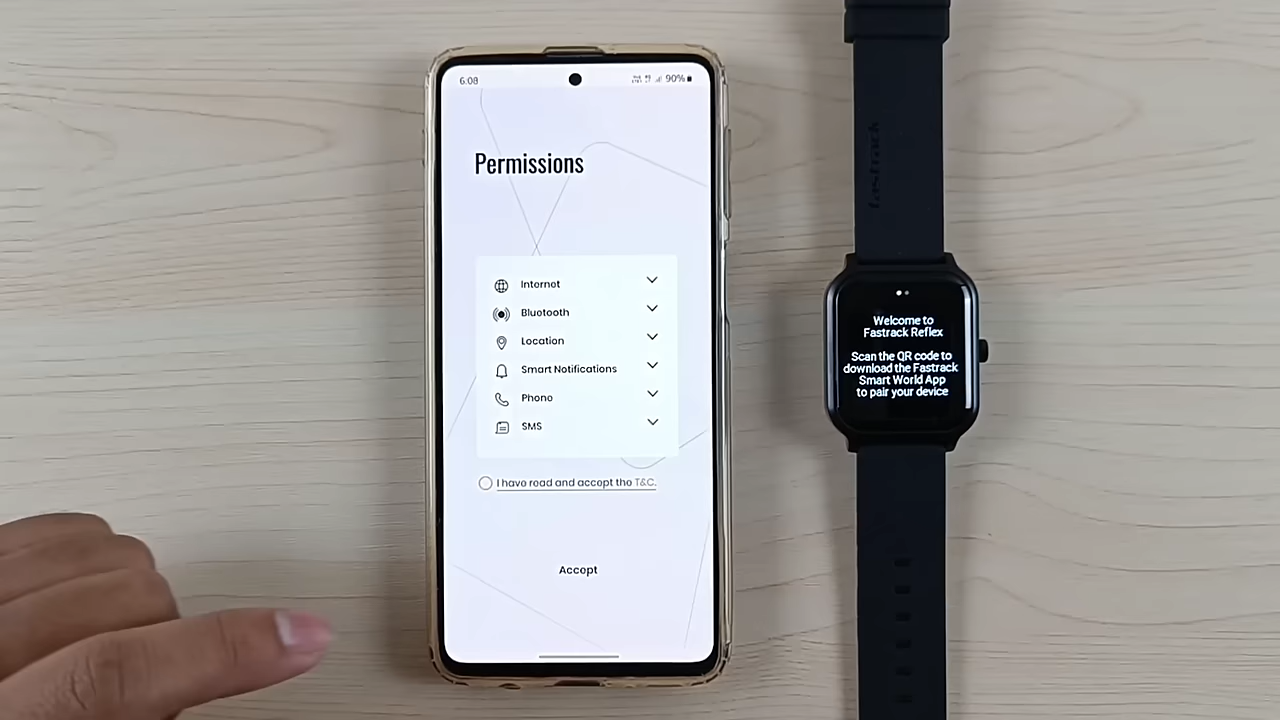 6:08
90%
Permissions
Internet
Bluetooth
Location
Smart Notifications
Phono
SMS
I have read and accept the T&C.
Accept
fastrack
Welcome to
Fastrack Reflex
Scan the QR code to
download the Fastrack
Smart World App
to pair your device